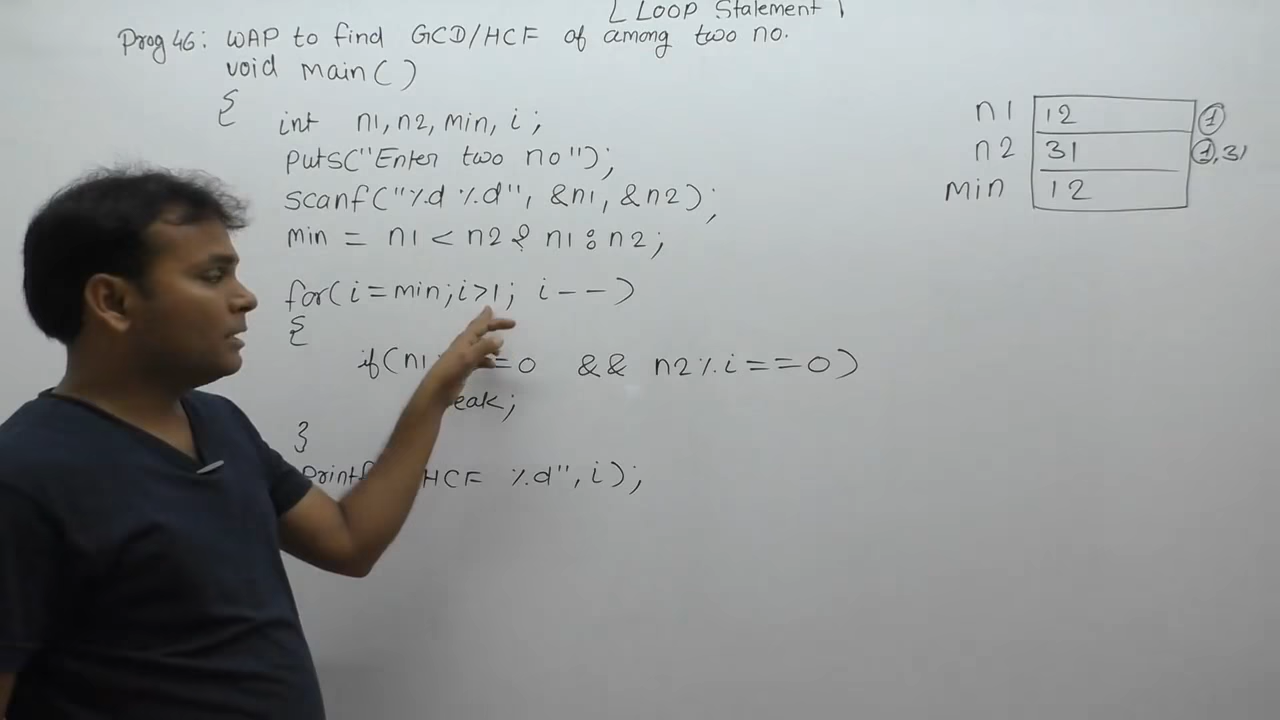 [ LOOP Statement ]
Prog 46: WAP to find GCD/HCF of among two no.
void main()
{
int n1, n2, min, i;
puts("Enter two no");
scanf("%d %d", &n1, &n2);
min = n1 < n2 ? n1 : n2;
for(i=min; i>1; i--)
{
if(n1 =0 && n2%i==0)
eak;
}
printf HCF %d", i);
n1 12 1
n2 31 1,31
min 12